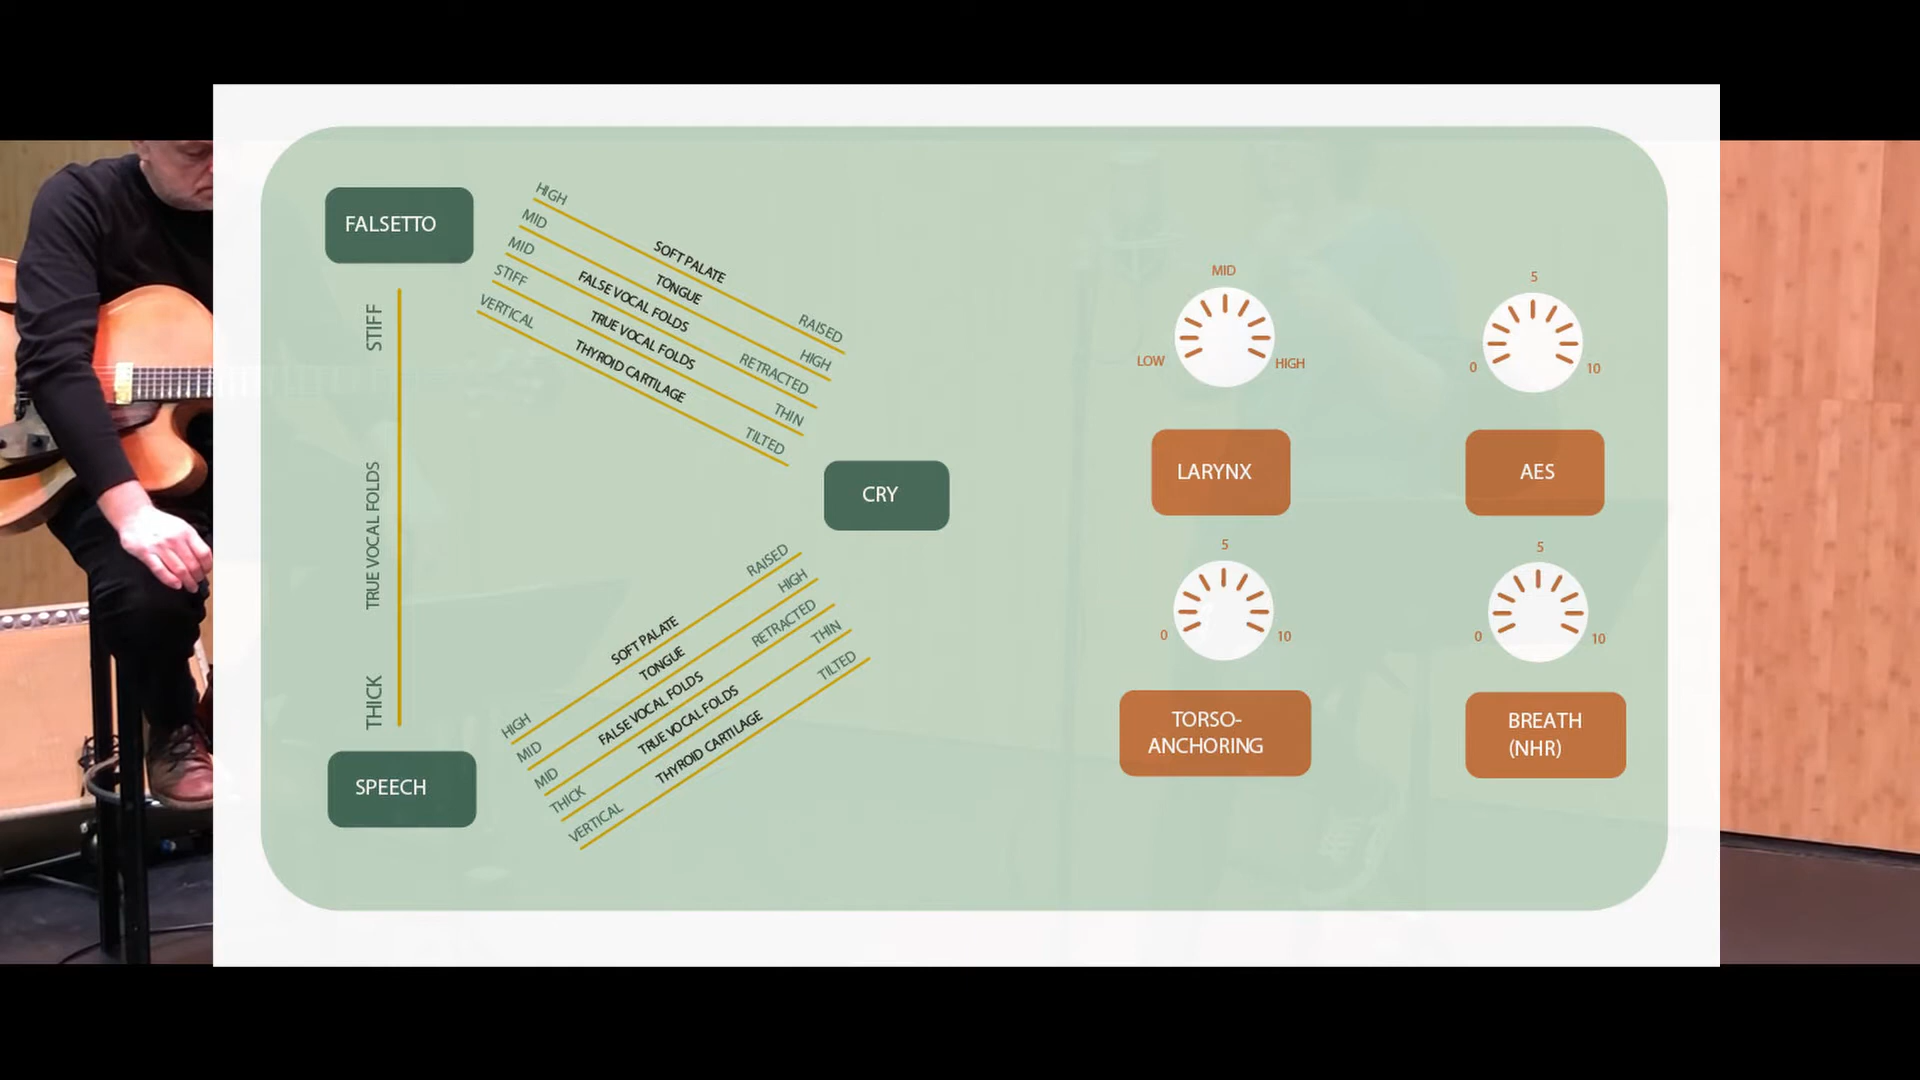 FALSETTO
STIFF
TRUE VOCAL FOLDS
THICK
SPEECH
HIGH SOFT PALATE RAISED
MID TONGUE HIGH
MID FALSE VOCAL FOLDS RETRACTED
STIFF TRUE VOCAL FOLDS THIN
VERTICAL THYROID CARTILAGE TILTED
CRY
HIGH SOFT PALATE RAISED
MID TONGUE HIGH
MID FALSE VOCAL FOLDS RETRACTED
THICK TRUE VOCAL FOLDS THIN
VERTICAL THYROID CARTILAGE TILTED
MID
LOW HIGH
LARYNX
5
0 10
AES
5
0 10
TORSO-
ANCHORING
5
0 10
BREATH
(NHR)